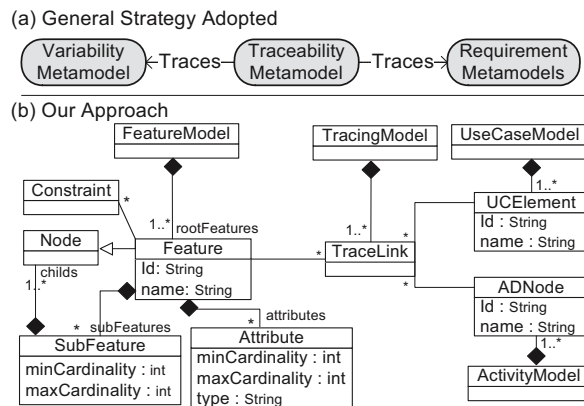 (a) General Strategy Adopted
Variability
Metamodel
Traces
Traceability
Metamodel
Traces
Requirement
Metamodels
(b) Our Approach
FeatureModel
TracingModel
UseCaseModel
Constraint
*
1..*
rootFeatures
1..*
1..*
Node
childs
1..*
Feature
Id: String
name: String
*
TraceLink
*
*
UCElement
Id : String
name : String
ADNode
Id : String
name : String
1..*
*
subFeatures
attributes
*
SubFeature
minCardinality : int
maxCardinality : int
Attribute
minCardinality : int
maxCardinality : int
type : String
ActivityModel